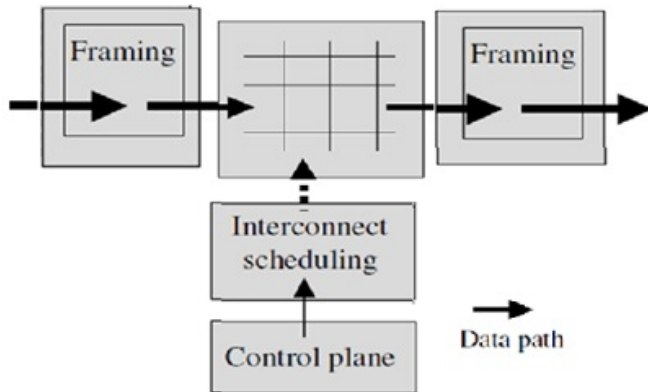 Framing
Framing
Interconnect
scheduling
Control plane
Data path